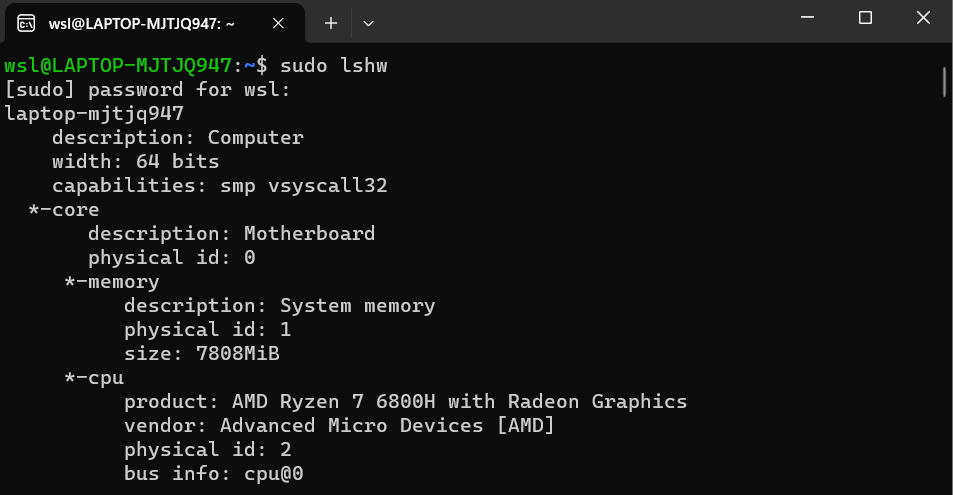 wsl@LAPTOP-MJTJQ947: ~
wsl@LAPTOP-MJTJQ947:~$ sudo lshw
[sudo] password for wsl:
laptop-mjtjq947
    description: Computer
    width: 64 bits
    capabilities: smp vsyscall32
  *-core
       description: Motherboard
       physical id: 0
     *-memory
          description: System memory
          physical id: 1
          size: 7808MiB
     *-cpu
          product: AMD Ryzen 7 6800H with Radeon Graphics
          vendor: Advanced Micro Devices [AMD]
          physical id: 2
          bus info: cpu@0